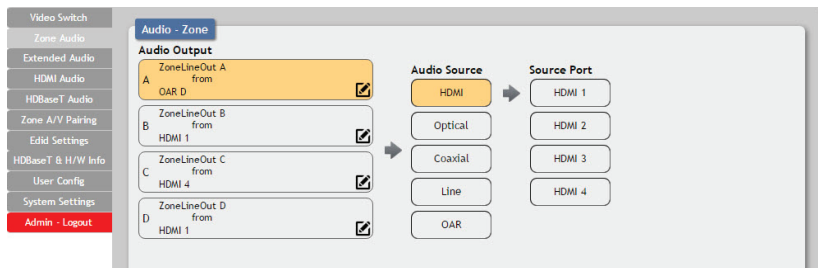 Video Switch
Zone Audio
Extended Audio
HDMI Audio
HDBaseT Audio
Zone A/V Pairing
Edid Settings
HDBaseT & H/W Info
User Config
System Settings
Admin - Logout
Audio - Zone
Audio Output
A
ZoneLineOut A
from
OAR D
B
ZoneLineOut B
from
HDMI 1
C
ZoneLineOut C
from
HDMI 4
D
ZoneLineOut D
from
HDMI 1
Audio Source
HDMI
Optical
Coaxial
Line
OAR
Source Port
HDMI 1
HDMI 2
HDMI 3
HDMI 4